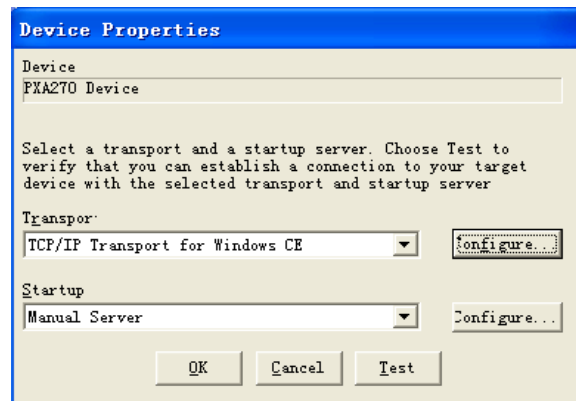 Device Properties
Device
PXA270 Device
Select a transport and a startup server. Choose Test to
verify that you can establish a connection to your target
device with the selected transport and startup server
Transpor
TCP/IP Transport for Windows CE
Configure...
Startup
Manual Server
Configure...
OK
Cancel
Test